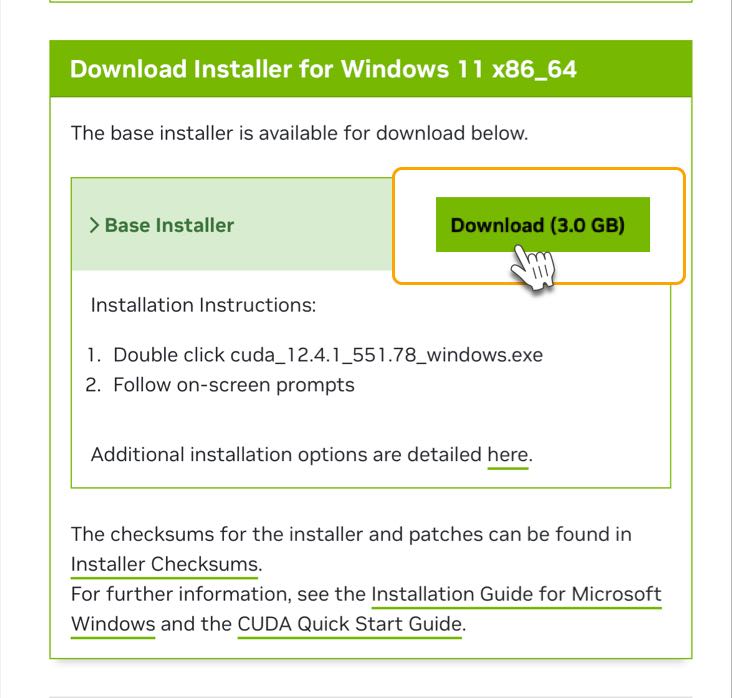 Download Installer for Windows 11 x86_64
The base installer is available for download below.
Base Installer
Download (3.0 GB)
Installation Instructions:
1. Double click cuda_12.4.1_551.78_windows.exe
2. Follow on-screen prompts
Additional installation options are detailed here.
The checksums for the installer and patches can be found in
Installer Checksums.
For further information, see the Installation Guide for Microsoft
Windows and the CUDA Quick Start Guide.